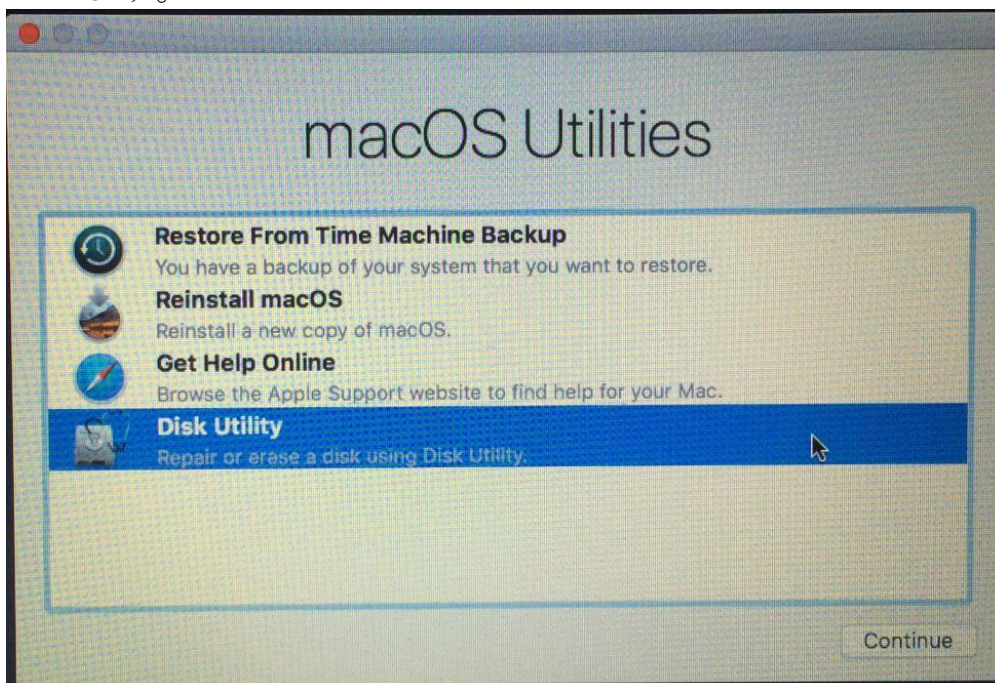 macOS Utilities
Restore From Time Machine Backup
You have a backup of your system that you want to restore.
Reinstall macOS
Reinstall a new copy of macOS.
Get Help Online
Browse the Apple Support website to find help for your Mac.
Disk Utility
Repair or erase a disk using Disk Utility.
Continue